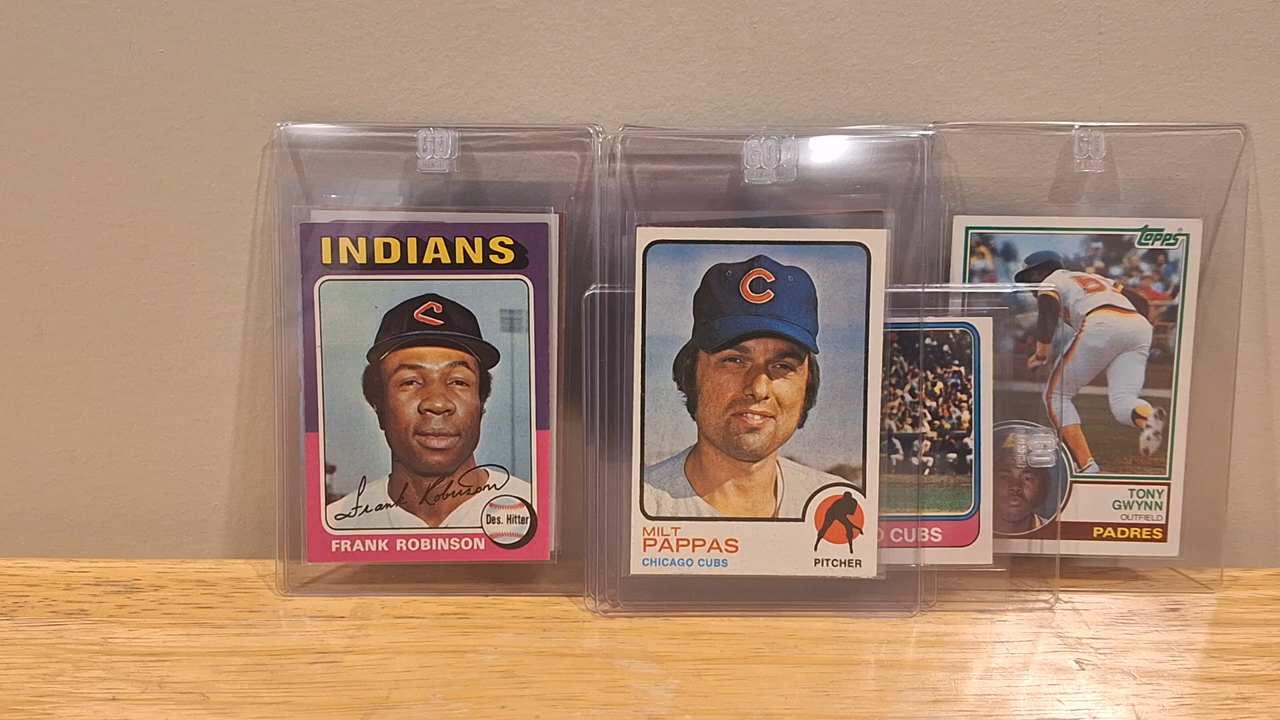 INDIANS
Frank Robinson
Des. Hitter
FRANK ROBINSON
C
MILT
PAPPAS
CHICAGO CUBS
PITCHER
CUBS
Topps
TONY
GWYNN
OUTFIELD
PADRES